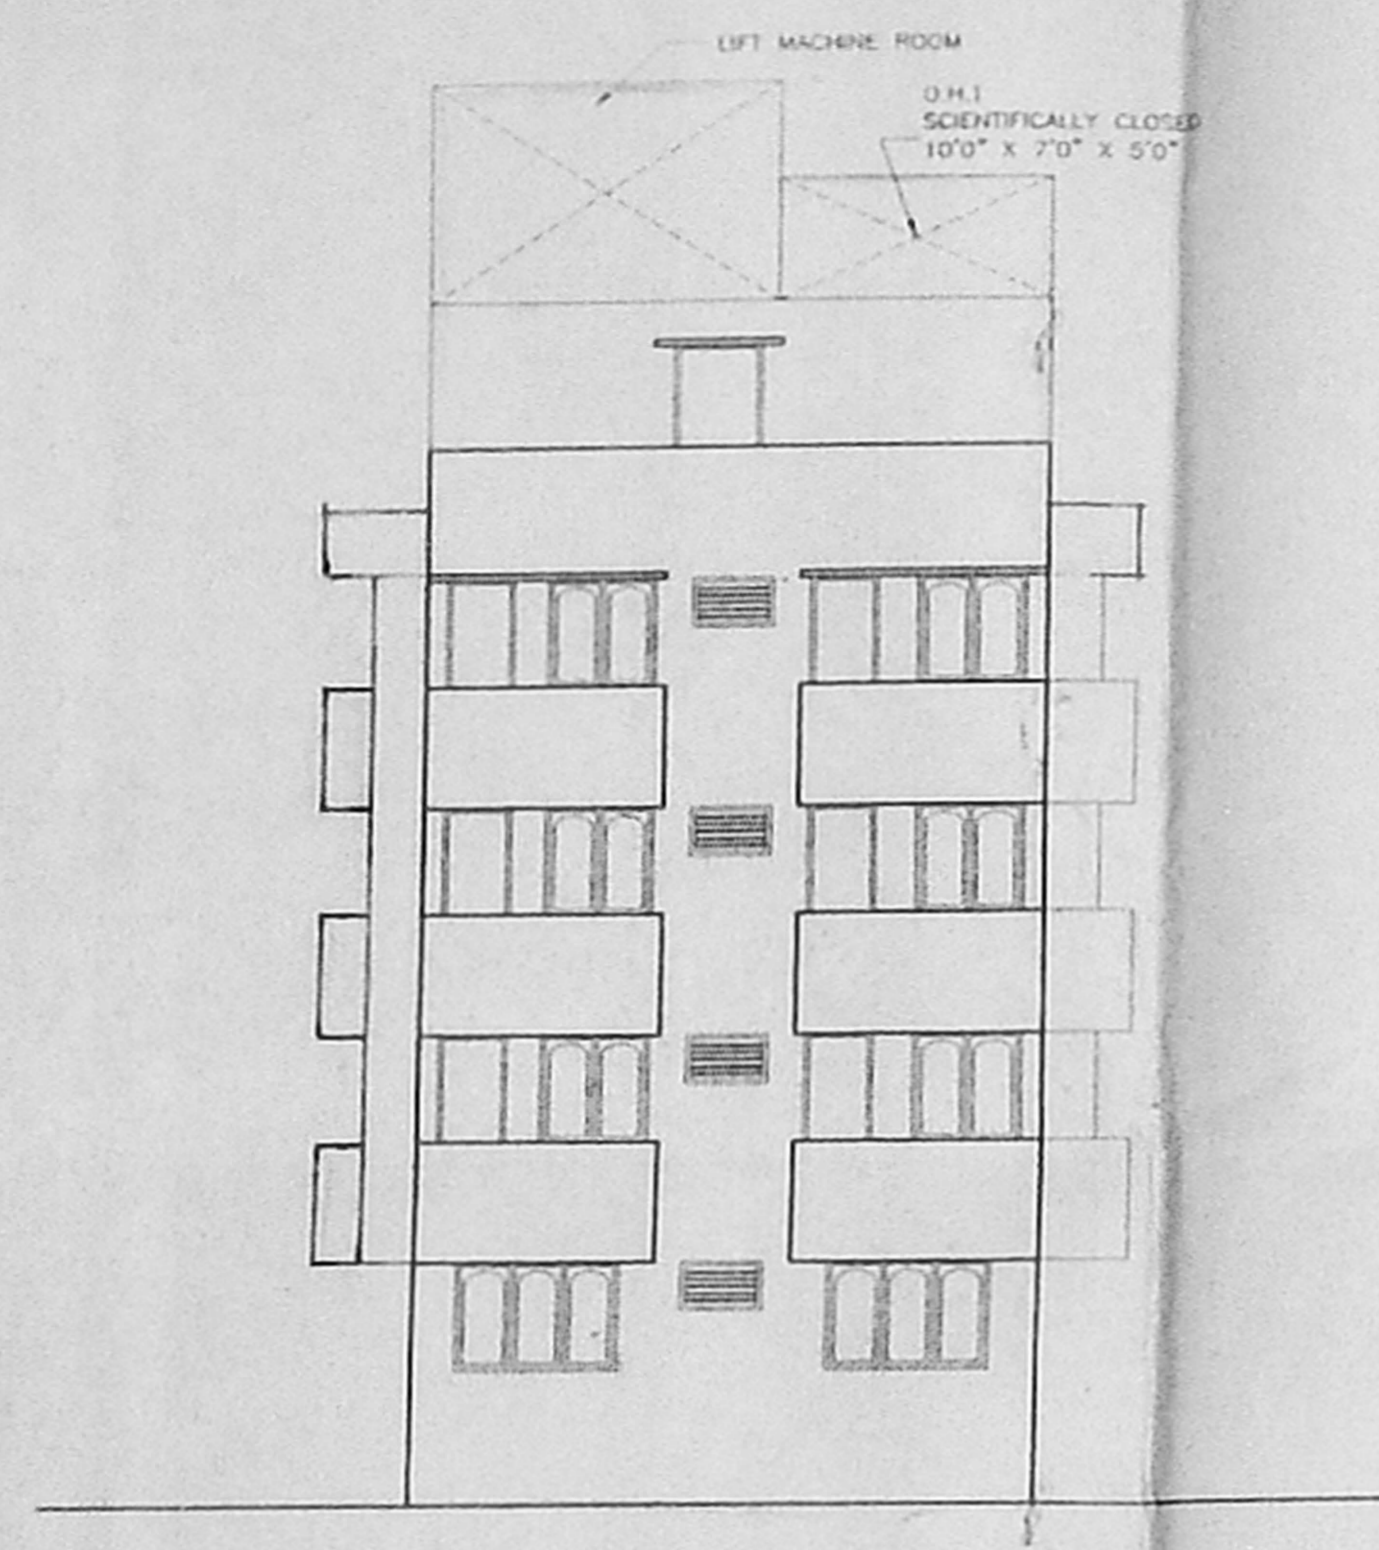 LIFT MACHINE ROOM
O.H.T
SCIENTIFICALLY CLOSED
10'0" X 7'0" X 5'0"